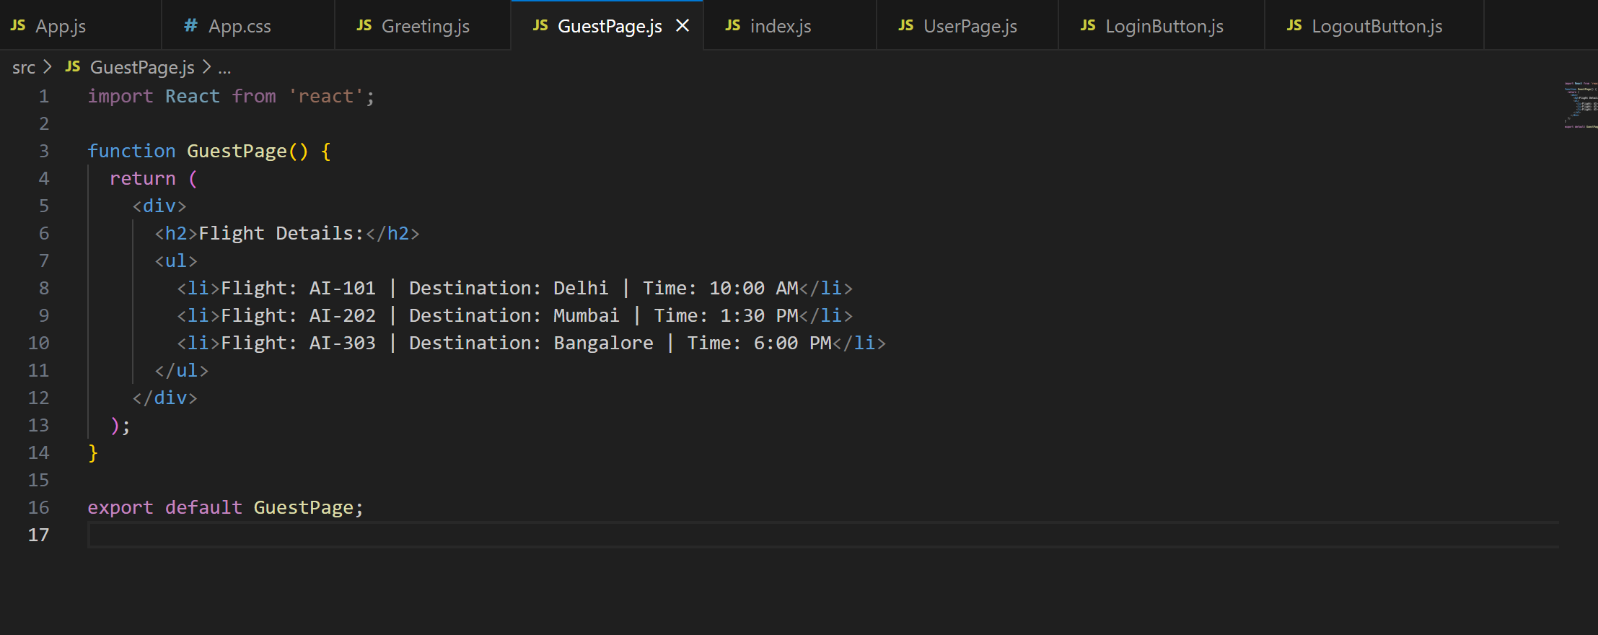 JS App.js # App.css JS Greeting.js JS GuestPage.js × JS index.js JS UserPage.js JS LoginButton.js JS LogoutButton.js
src > JS GuestPage.js > ...
1 import React from 'react';
2
3 function GuestPage() {
4 return (
5 <div>
6 <h2>Flight Details:</h2>
7 <ul>
8 <li>Flight: AI-101 | Destination: Delhi | Time: 10:00 AM</li>
9 <li>Flight: AI-202 | Destination: Mumbai | Time: 1:30 PM</li>
10 <li>Flight: AI-303 | Destination: Bangalore | Time: 6:00 PM</li>
11 </ul>
12 </div>
13 );
14 }
15
16 export default GuestPage;
17